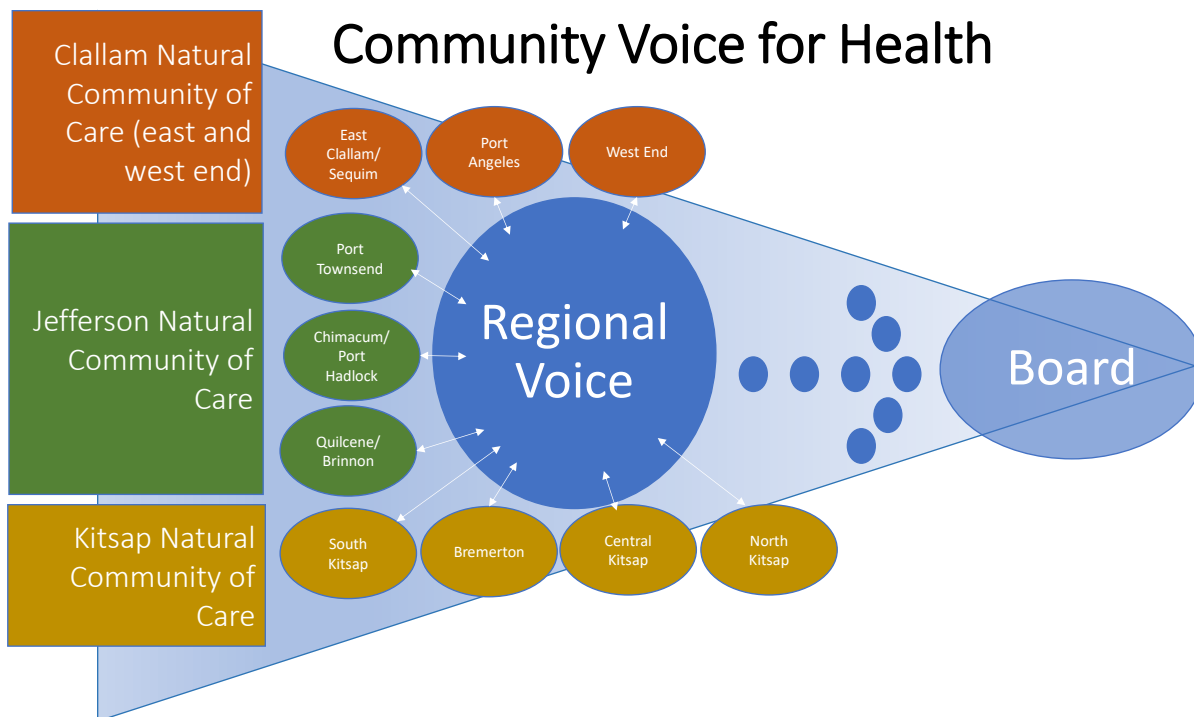 Community Voice for Health
Clallam Natural
Community of
Care (east and
west end)
East
Clallam/
Sequim
Port
Angeles
West End
Jefferson Natural
Community of
Care
Port
Townsend
Chimacum/
Port
Hadlock
Quilcene/
Brinnon
Regional
Voice
Board
Kitsap Natural
Community of
Care
South
Kitsap
Bremerton
Central
Kitsap
North
Kitsap